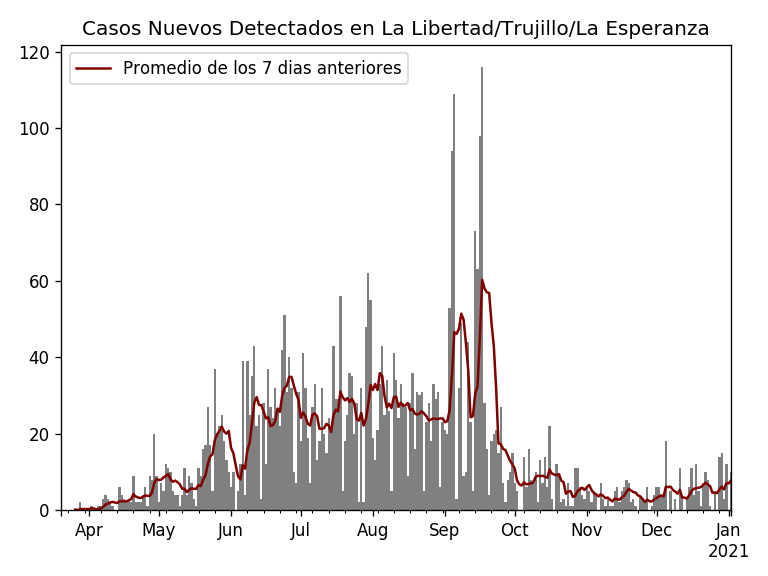 Casos Nuevos Detectados en La Libertad/Trujillo/La Esperanza
Promedio de los 7 dias anteriores
120
100
80
60
40
20
0
Apr May Jun Jul Aug Sep Oct Nov Dec Jan
2021